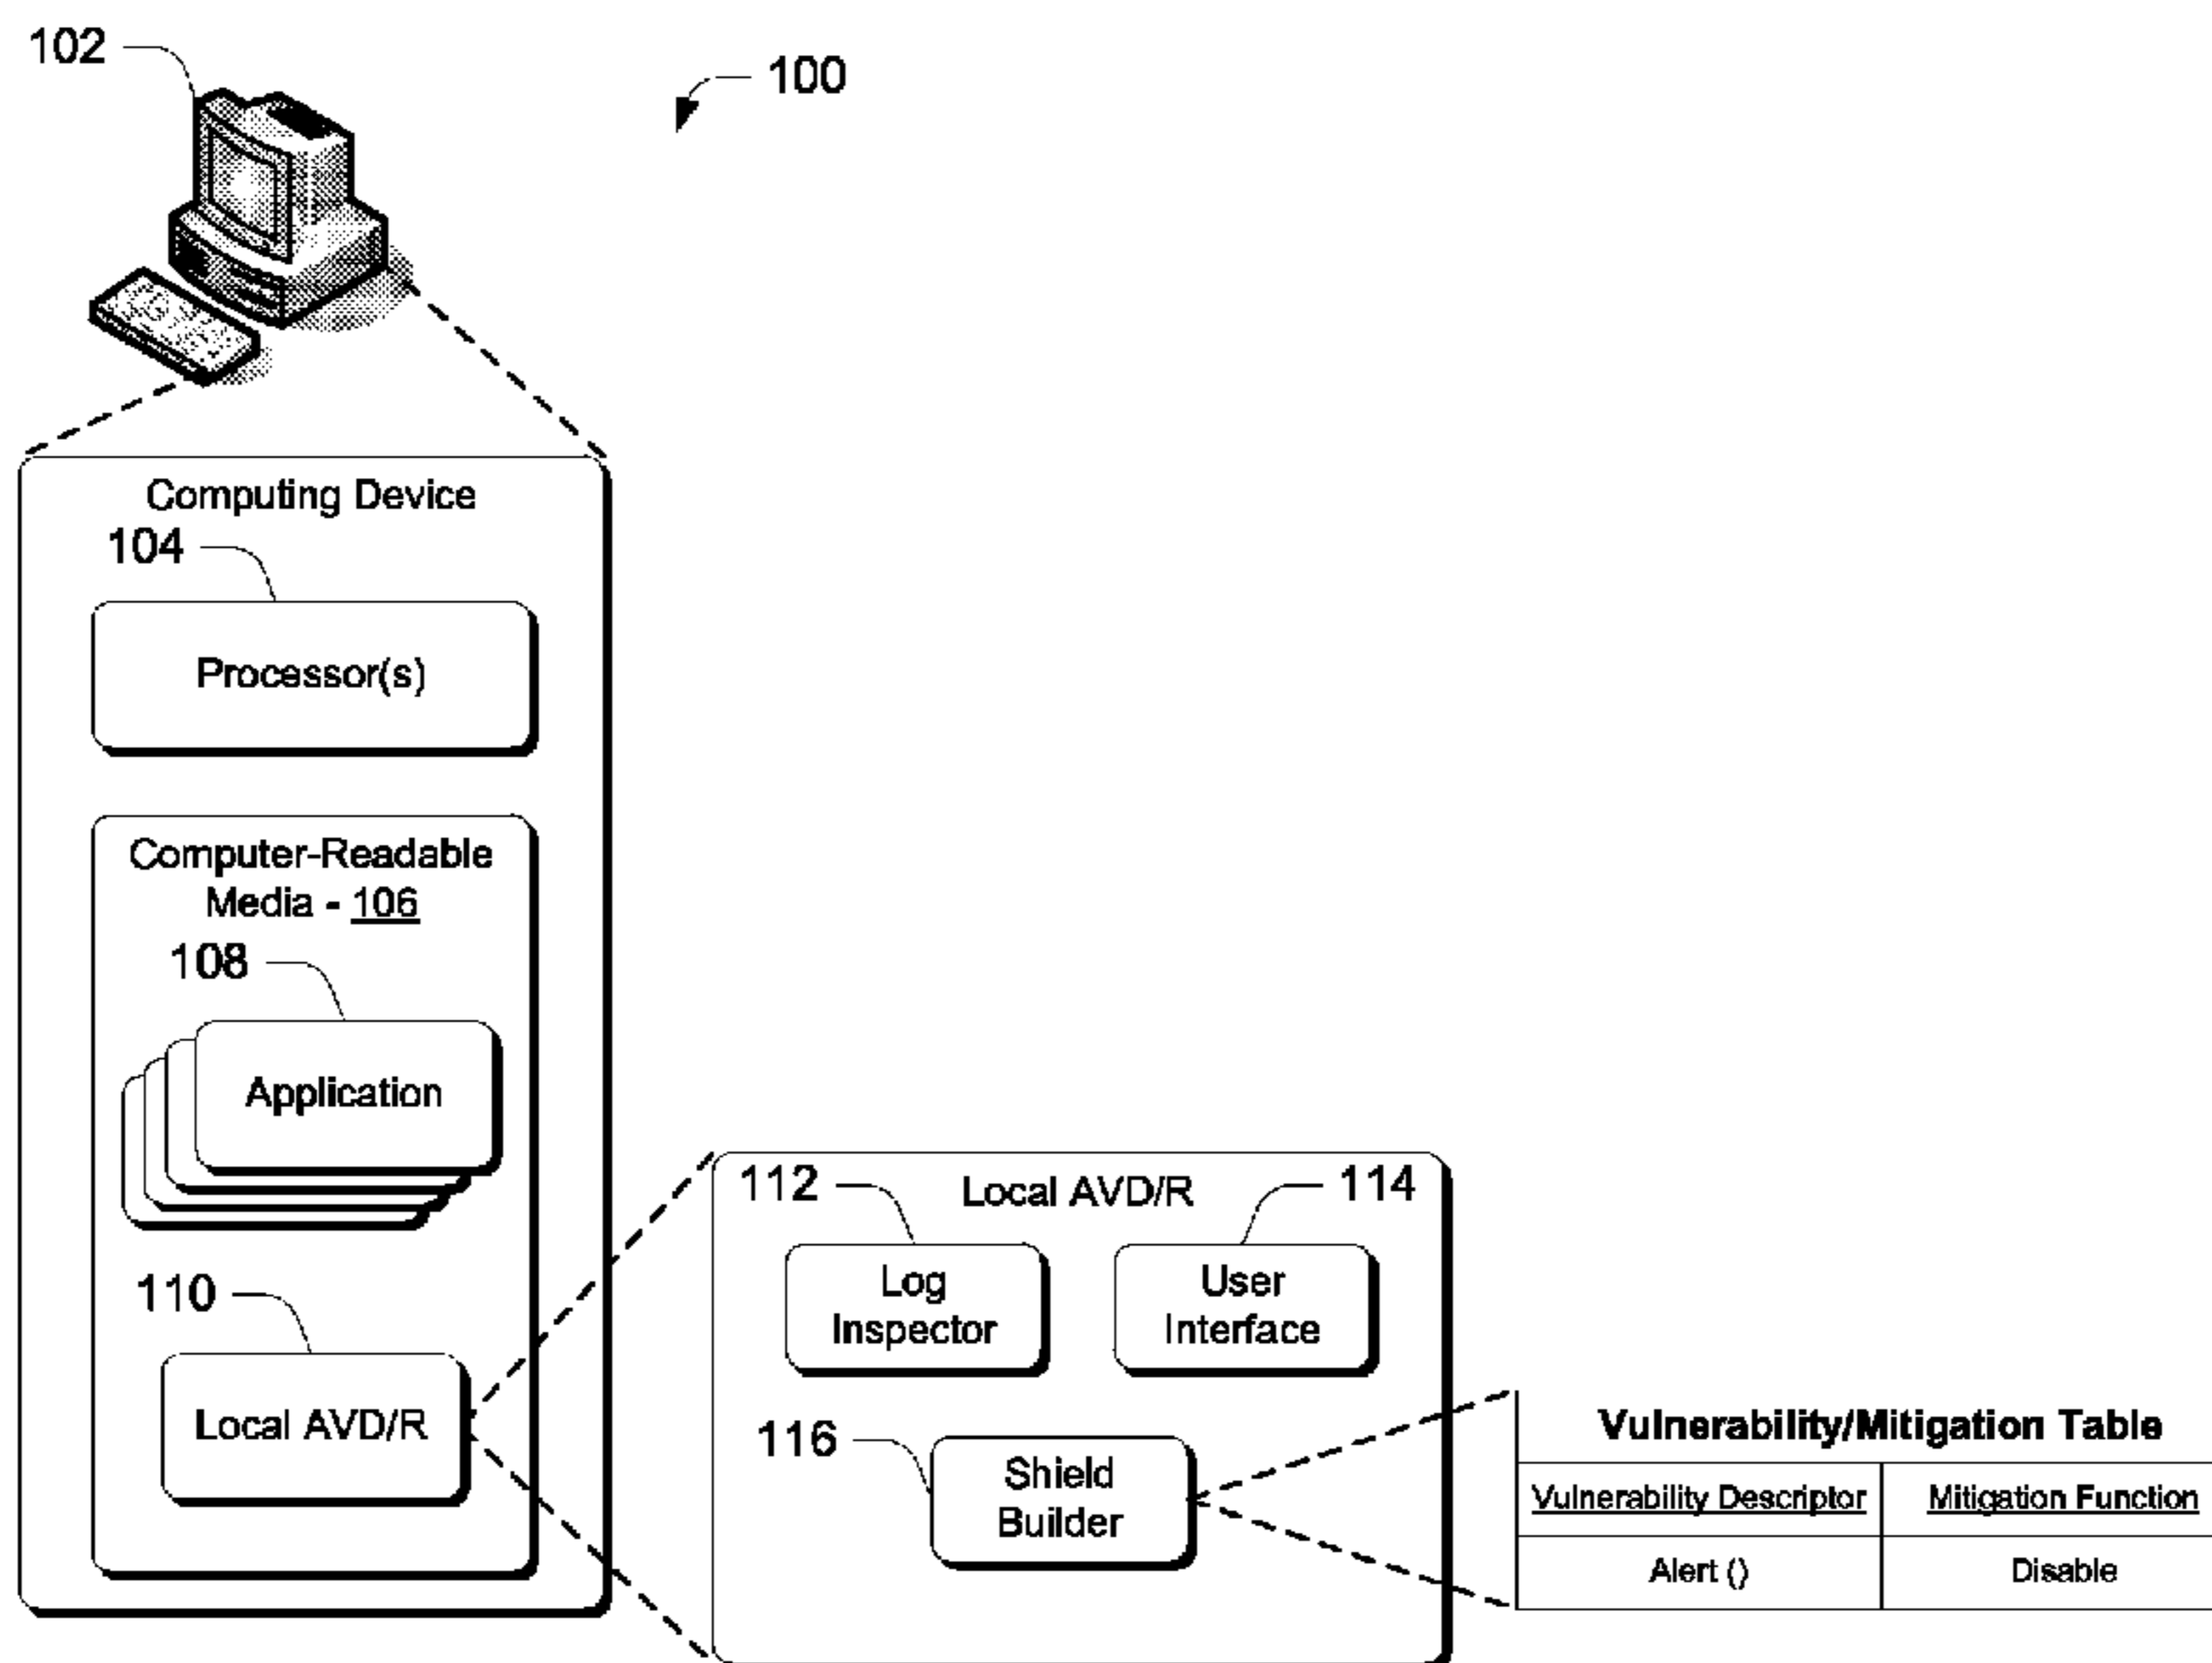 102
100
Computing Device
104
Processor(s)
Computer-Readable
Media - 106
108
Application
110
Local AVD/R
112
Local AVD/R
114
Log
Inspector
User
Interface
116
Shield
Builder
Vulnerability/Mitigation Table
Vulnerability Descriptor
Mitigation Function
Alert ()
Disable